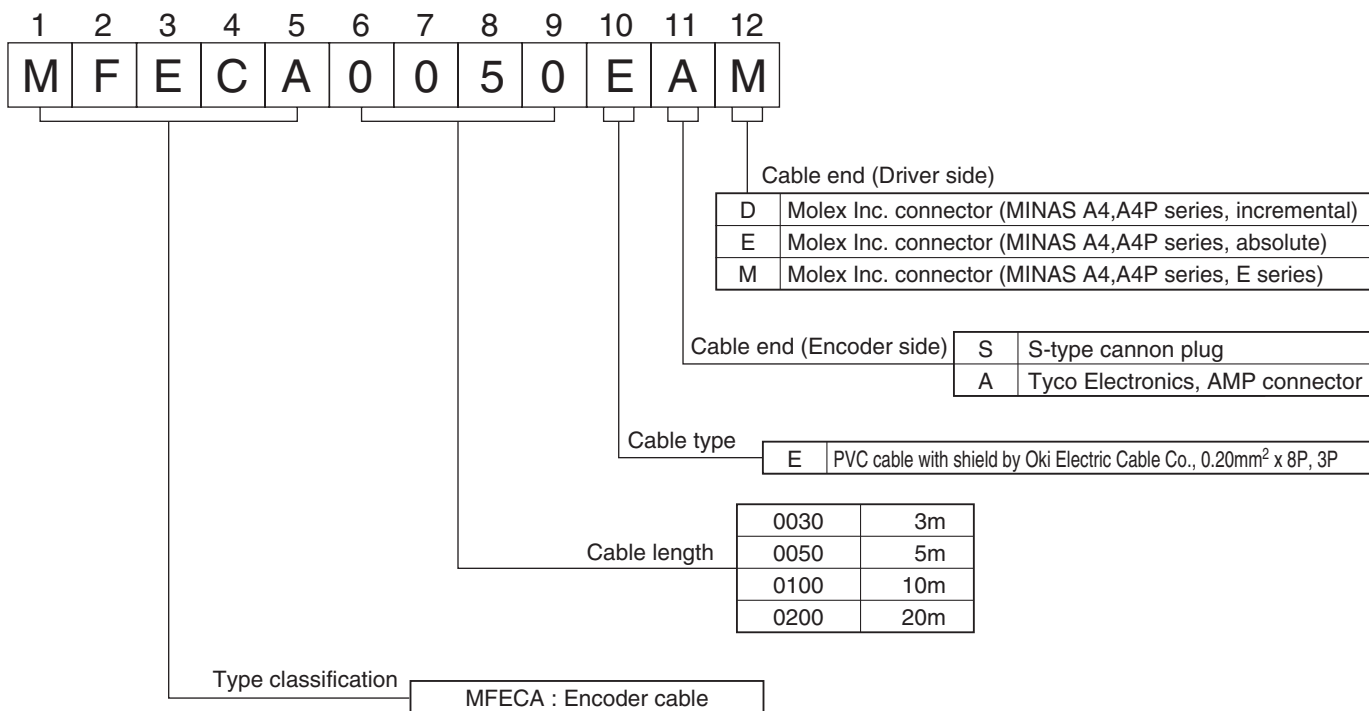 1 2 3 4 5 6 7 8 9 10 11 12
M F E C A 0 0 5 0 E A M
Cable end (Driver side)
D Molex Inc. connector (MINAS A4,A4P series, incremental)
E Molex Inc. connector (MINAS A4,A4P series, absolute)
M Molex Inc. connector (MINAS A4,A4P series, E series)
Cable end (Encoder side)
S S-type cannon plug
A Tyco Electronics, AMP connector
Cable type
E PVC cable with shield by Oki Electric Cable Co., 0.20mm² x 8P, 3P
Cable length
0030 3m
0050 5m
0100 10m
0200 20m
Type classification
MFECA : Encoder cable